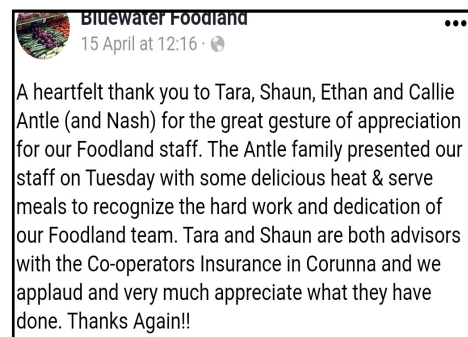 Bluewater Foodland
15 April at 12:16 ·
A heartfelt thank you to Tara, Shaun, Ethan and Callie
Antle (and Nash) for the great gesture of appreciation
for our Foodland staff. The Antle family presented our
staff on Tuesday with some delicious heat & serve
meals to recognize the hard work and dedication of
our Foodland team. Tara and Shaun are both advisors
with the Co-operators Insurance in Corunna and we
applaud and very much appreciate what they have
done. Thanks Again!!